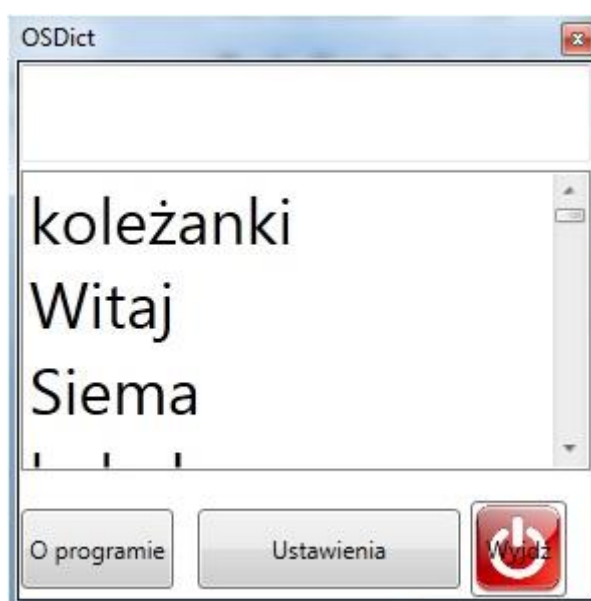 OSDict
koleżanki
Witaj
Siema
O programie
Ustawienia
Wyjdź